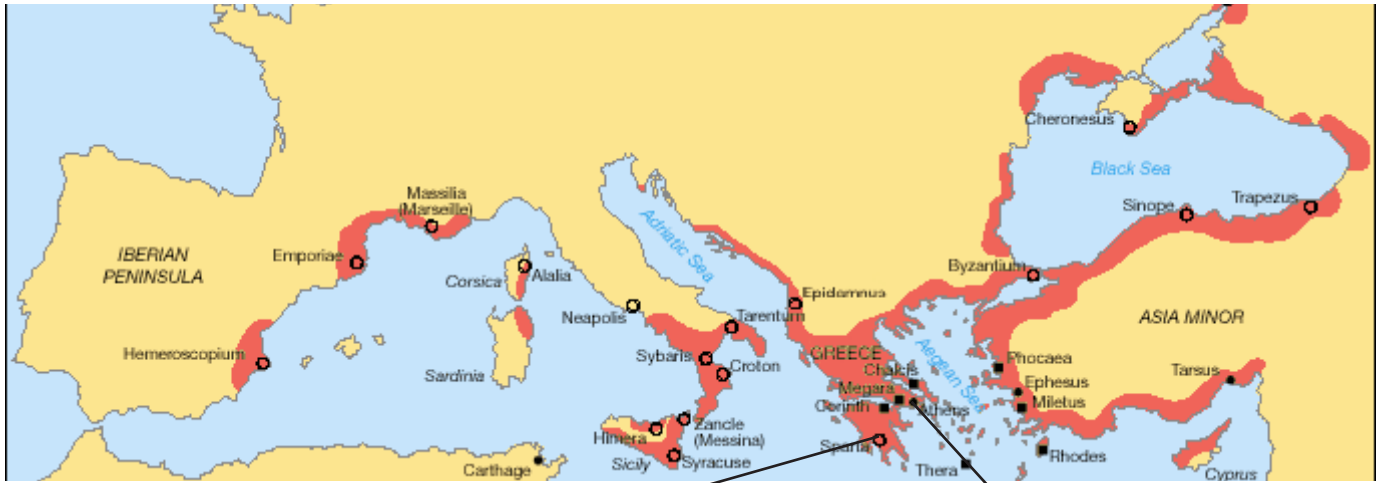 Cheronesus
Black Sea
Massilia
(Marseille)
Trapezus
Sinope
Adriatic Sea
IBERIAN
PENINSULA
Emporiae
Corsica
Alalia
Byzantium
Epidamnus
Neapolis
Tarentum
ASIA MINOR
Hemeroscopium
Sybaris
GREECE
Aegean Sea
Phocaea
Croton
Chalcis
Tarsus
Sardinia
Megara
Ephesus
Corinth
Athens
Miletus
Zancle
(Messina)
Himera
Sparta
Rhodes
Carthage
Sicily
Syracuse
Thera
Cyprus